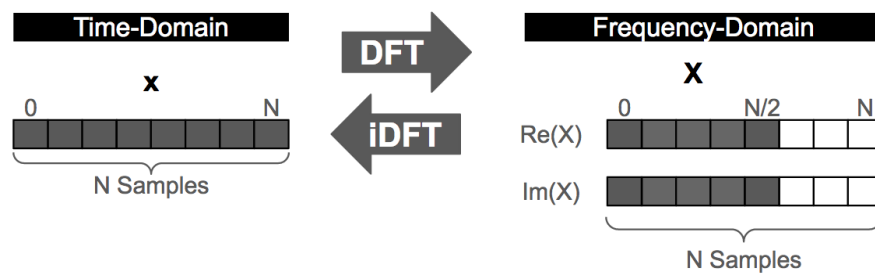 Time-Domain
DFT
Frequency-Domain
x
X
0 N
iDFT
0 N/2 N
Re(X)
N Samples
Im(X)
N Samples